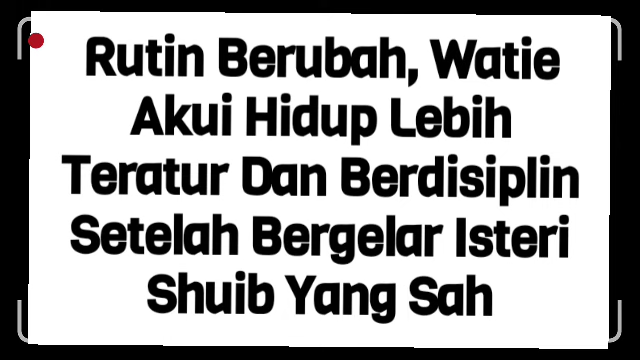 Rutin Berubah, Watie
Akui Hidup Lebih
Teratur Dan Berdisiplin
Setelah Bergelar Isteri
Shuib Yang Sah